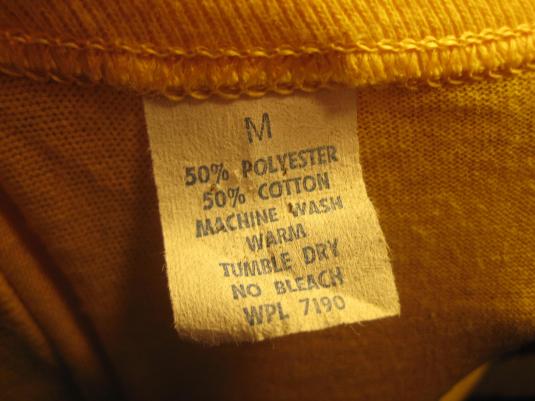 M
50% POLYESTER
50% COTTON
MACHINE WASH
WARM
TUMBLE DRY
NO BLEACH
WPL 7190